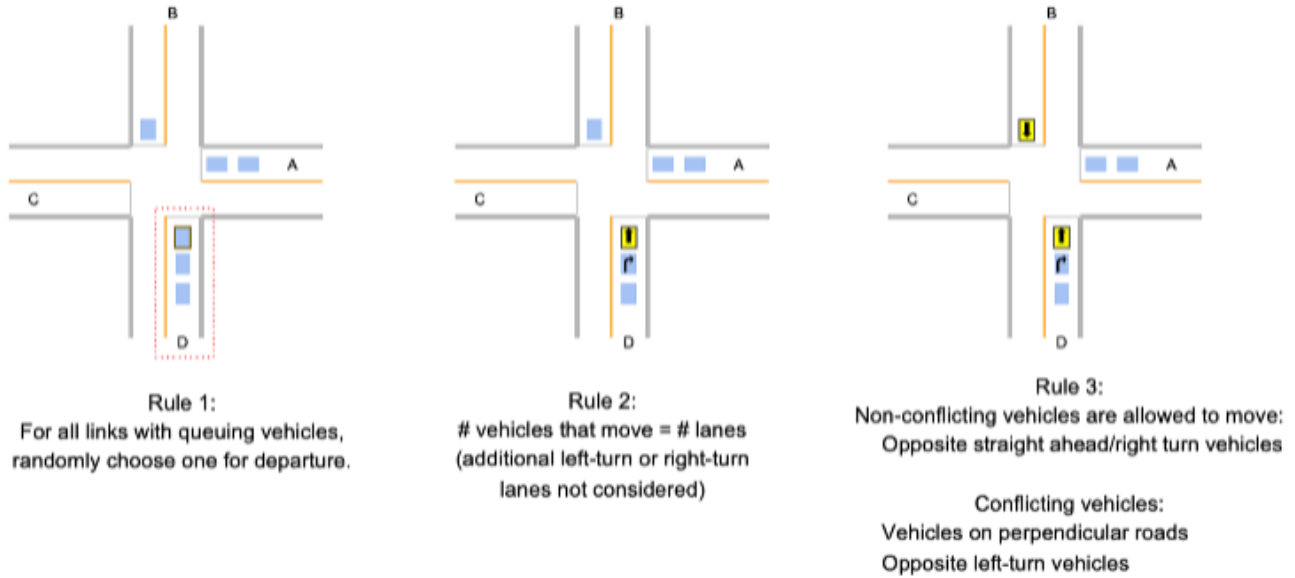 B
A
C
D
Rule 1:
For all links with queuing vehicles,
randomly choose one for departure.
B
A
C
D
Rule 2:
# vehicles that move = # lanes
(additional left-turn or right-turn
lanes not considered)
B
A
C
D
Rule 3:
Non-conflicting vehicles are allowed to move:
Opposite straight ahead/right turn vehicles
Conflicting vehicles:
Vehicles on perpendicular roads
Opposite left-turn vehicles